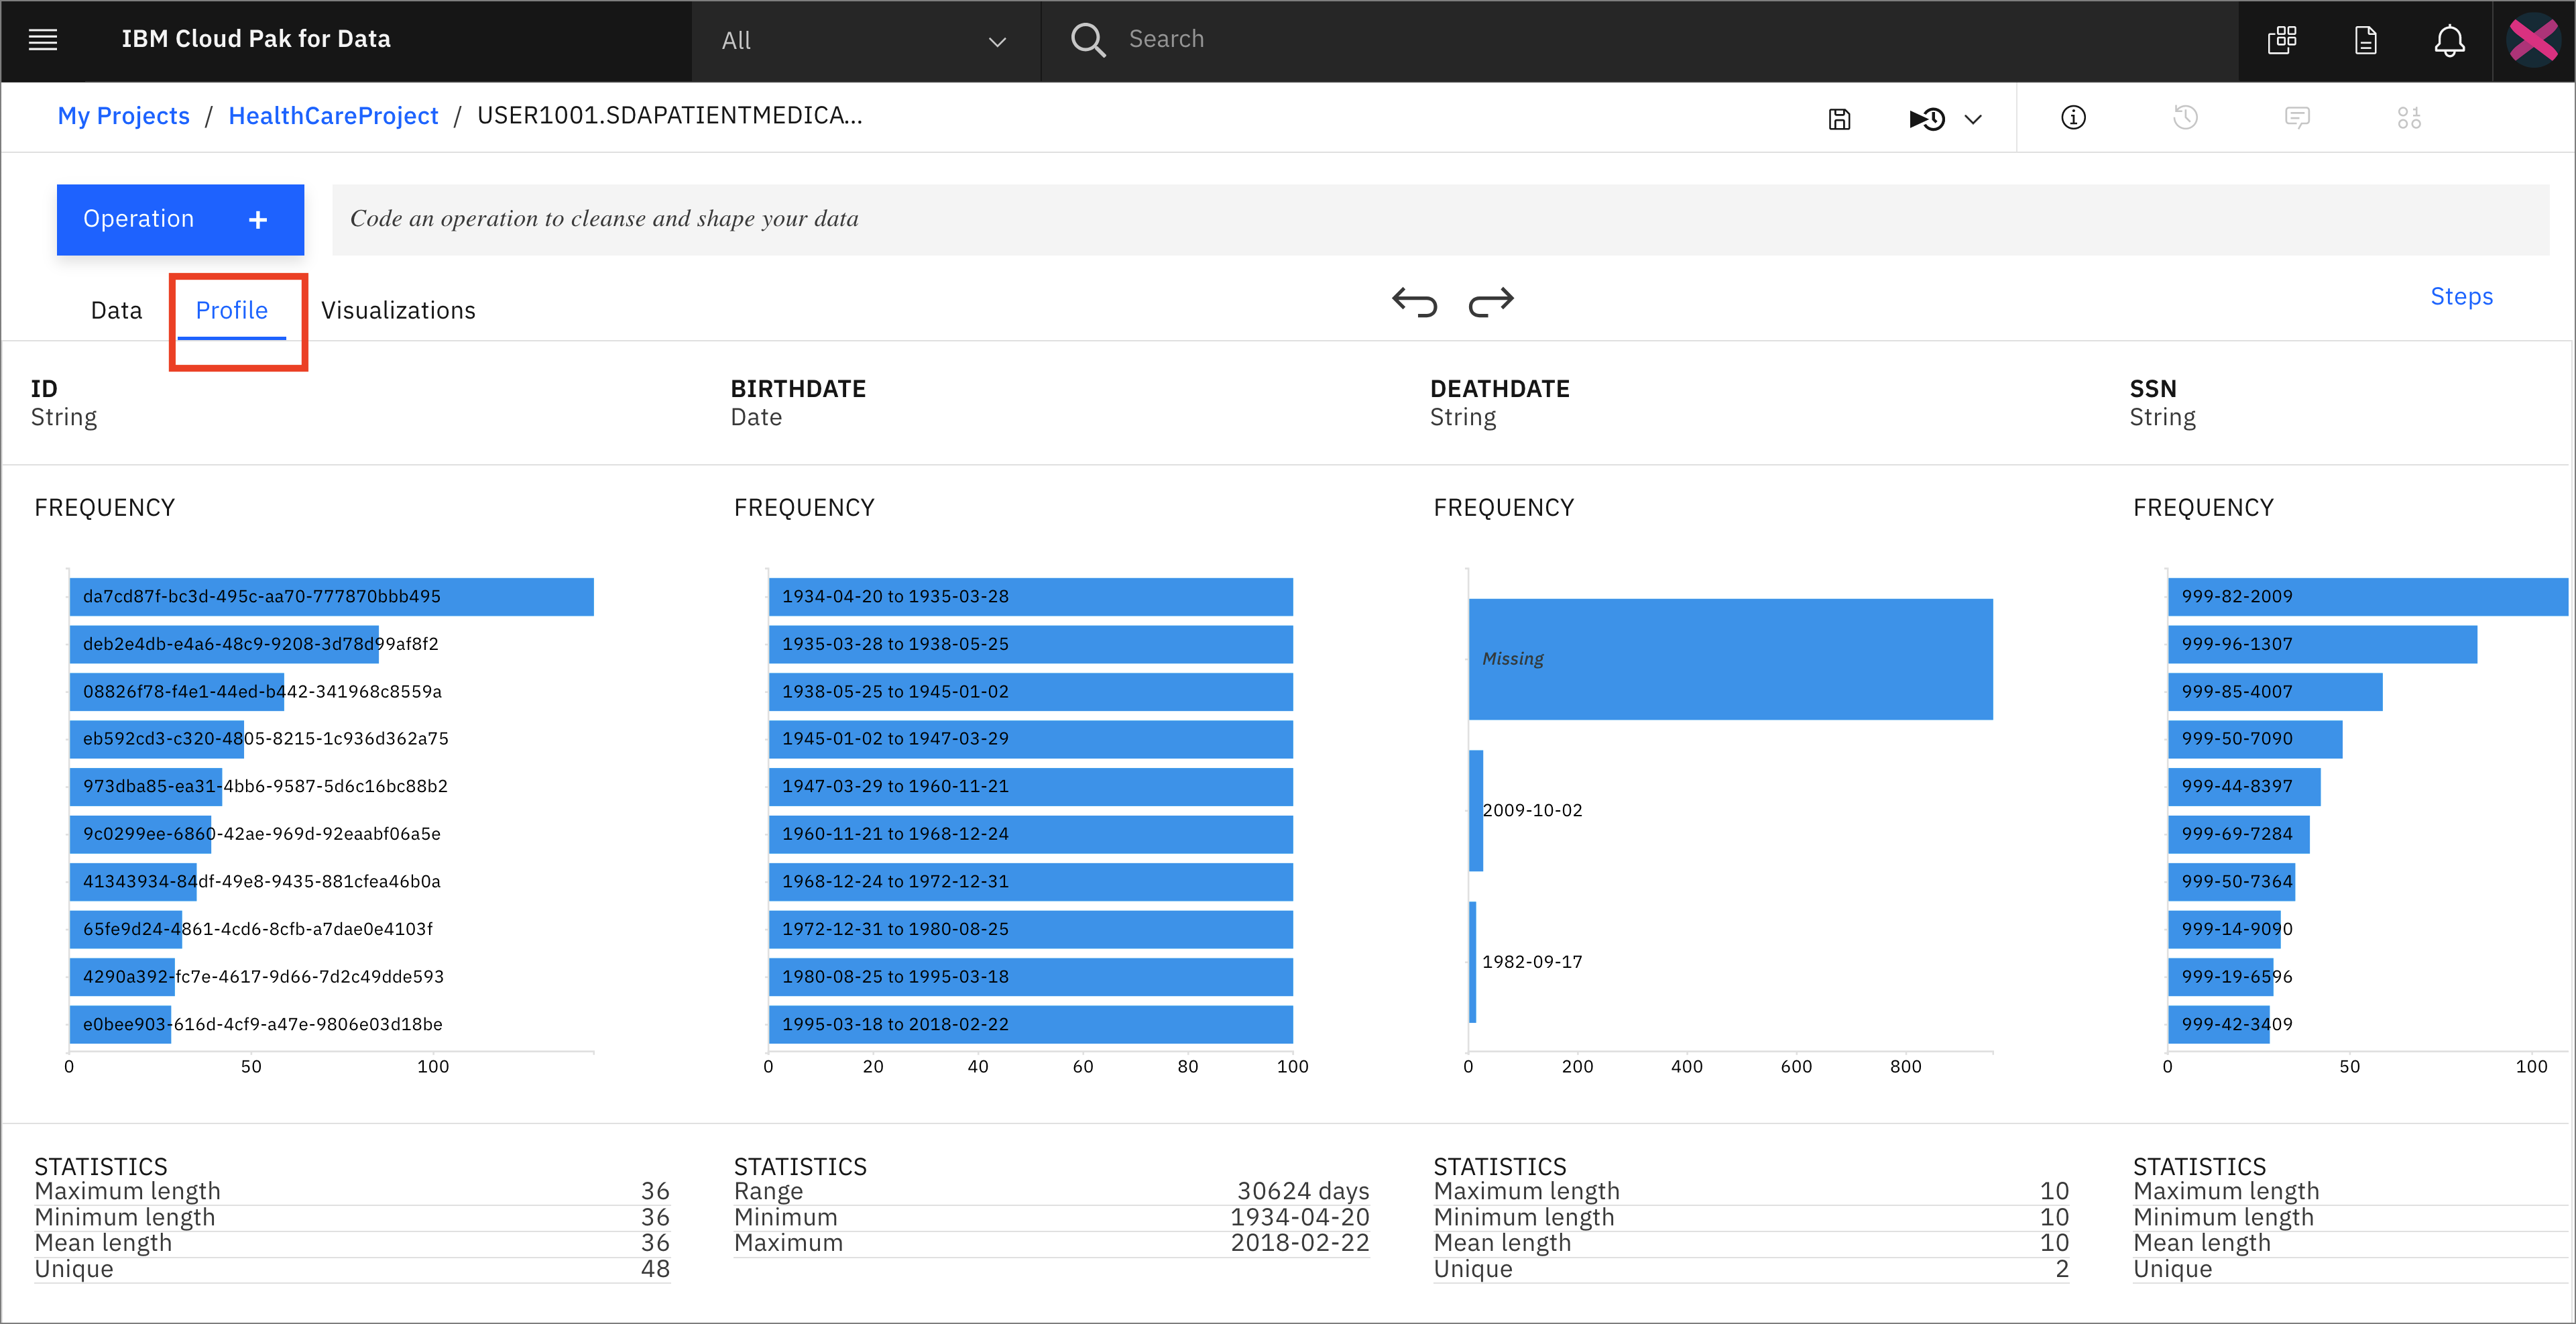 IBM Cloud Pak for Data
All
Search
My Projects / HealthCareProject / USER1001.SDAPATIENTMEDICA...
Operation +
Code an operation to cleanse and shape your data
Data
Profile
Visualizations
Steps
ID
String
BIRTHDATE
Date
DEATHDATE
String
SSN
String
FREQUENCY
da7cd87f-bc3d-495c-aa70-777870bbb495
deb2e4db-e4a6-48c9-9208-3d78d99af8f2
08826f78-f4e1-44ed-b442-341968c8559a
eb592cd3-c320-4805-8215-1c936d362a75
973dba85-ea31-4bb6-9587-5d6c16bc88b2
9c0299ee-6860-42ae-969d-92eaabf06a5e
41343934-84df-49e8-9435-881cfea46b0a
65fe9d24-4861-4cd6-8cfb-a7dae0e4103f
4290a392-fc7e-4617-9d66-7d2c49dde593
e0bee903-616d-4cf9-a47e-9806e03d18be
0 50 100
FREQUENCY
1934-04-20 to 1935-03-28
1935-03-28 to 1938-05-25
1938-05-25 to 1945-01-02
1945-01-02 to 1947-03-29
1947-03-29 to 1960-11-21
1960-11-21 to 1968-12-24
1968-12-24 to 1972-12-31
1972-12-31 to 1980-08-25
1980-08-25 to 1995-03-18
1995-03-18 to 2018-02-22
0 20 40 60 80 100
FREQUENCY
Missing
2009-10-02
1982-09-17
0 200 400 600 800
FREQUENCY
999-82-2009
999-96-1307
999-85-4007
999-50-7090
999-44-8397
999-69-7284
999-50-7364
999-14-9090
999-19-6596
999-42-3409
0 50 100
STATISTICS
Maximum length 36
Minimum length 36
Mean length 36
Unique 48
STATISTICS
Range 30624 days
Minimum 1934-04-20
Maximum 2018-02-22
STATISTICS
Maximum length 10
Minimum length 10
Mean length 10
Unique 2
STATISTICS
Maximum length
Minimum length
Mean length
Unique